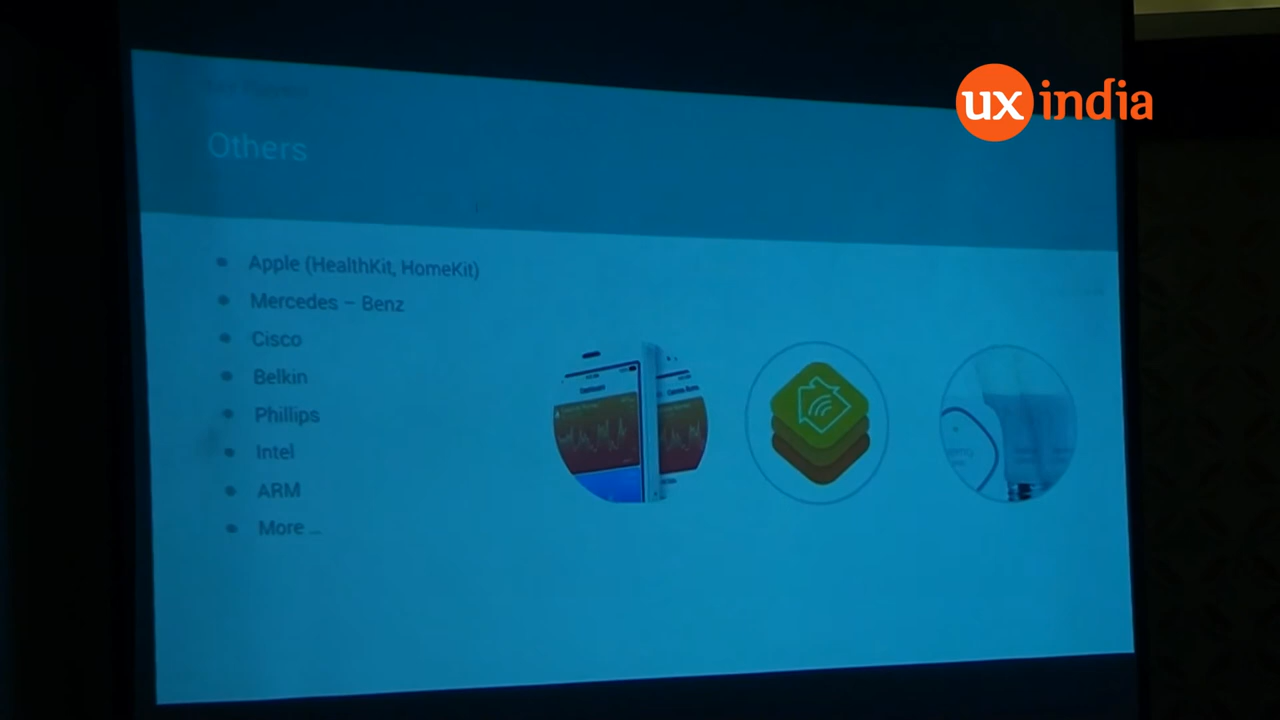 ux india
Others
Apple (HealthKit, HomeKit)
Mercedes – Benz
Cisco
Belkin
Phillips
Intel
ARM
More ...